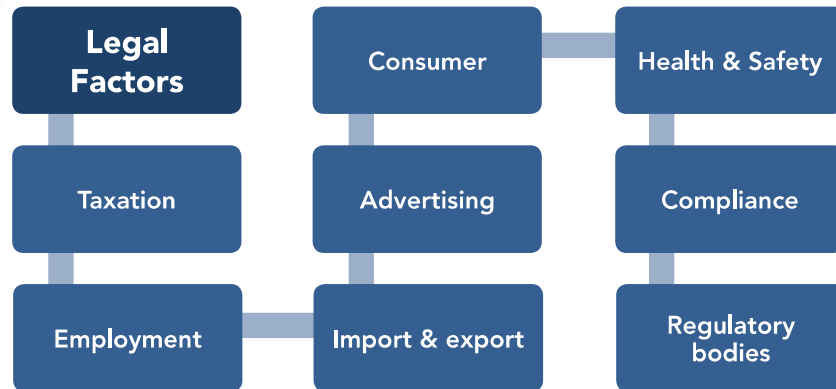 Legal
Factors
Taxation
Employment
Import & export
Advertising
Consumer
Health & Safety
Compliance
Regulatory
bodies